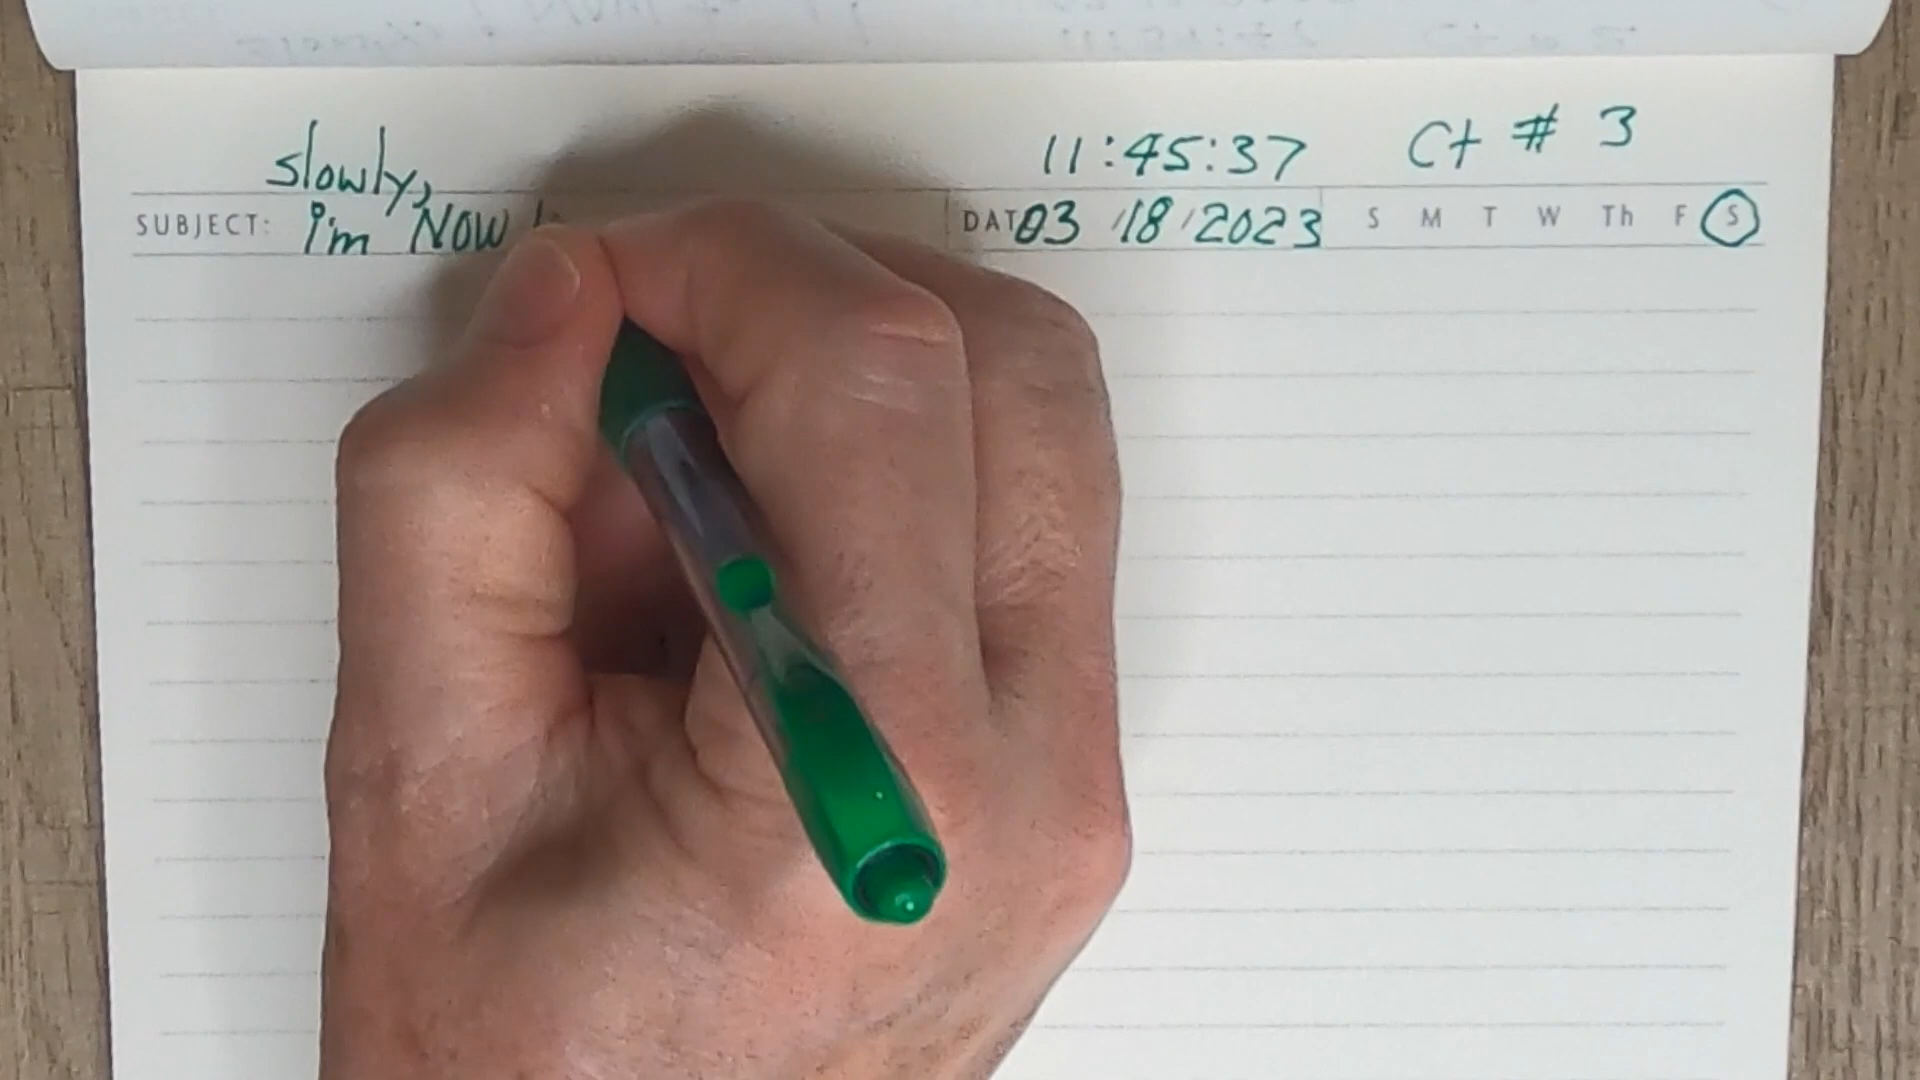 slowly, 11:45:37 Ct # 3
SUBJECT: i'm Now DATE 03/18/2023 S M T W Th F S